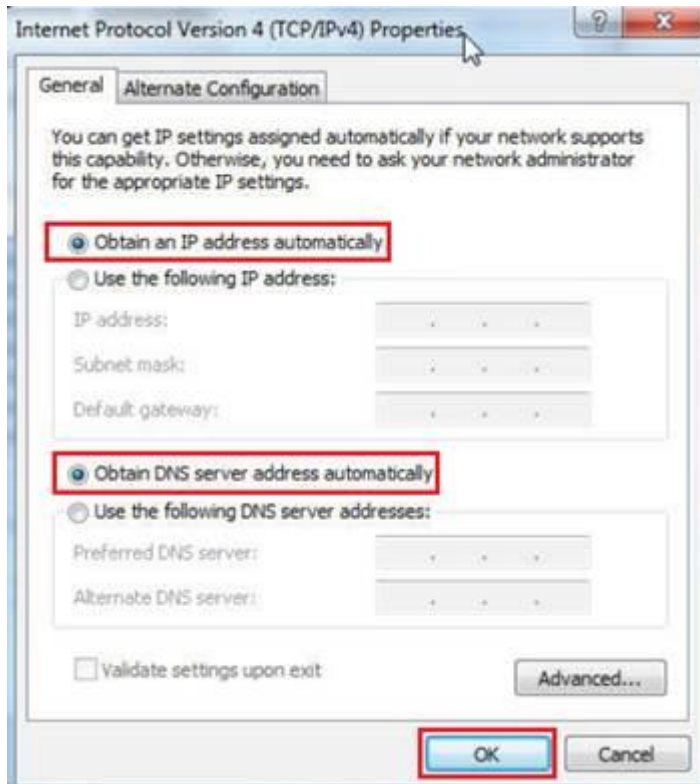 Internet Protocol Version 4 (TCP/IPv4) Properties
General
Alternate Configuration
You can get IP settings assigned automatically if your network supports
this capability. Otherwise, you need to ask your network administrator
for the appropriate IP settings.
Obtain an IP address automatically
Use the following IP address:
IP address:
Subnet mask:
Default gateway:
Obtain DNS server address automatically
Use the following DNS server addresses:
Preferred DNS server:
Alternate DNS server:
Validate settings upon exit
Advanced...
OK
Cancel